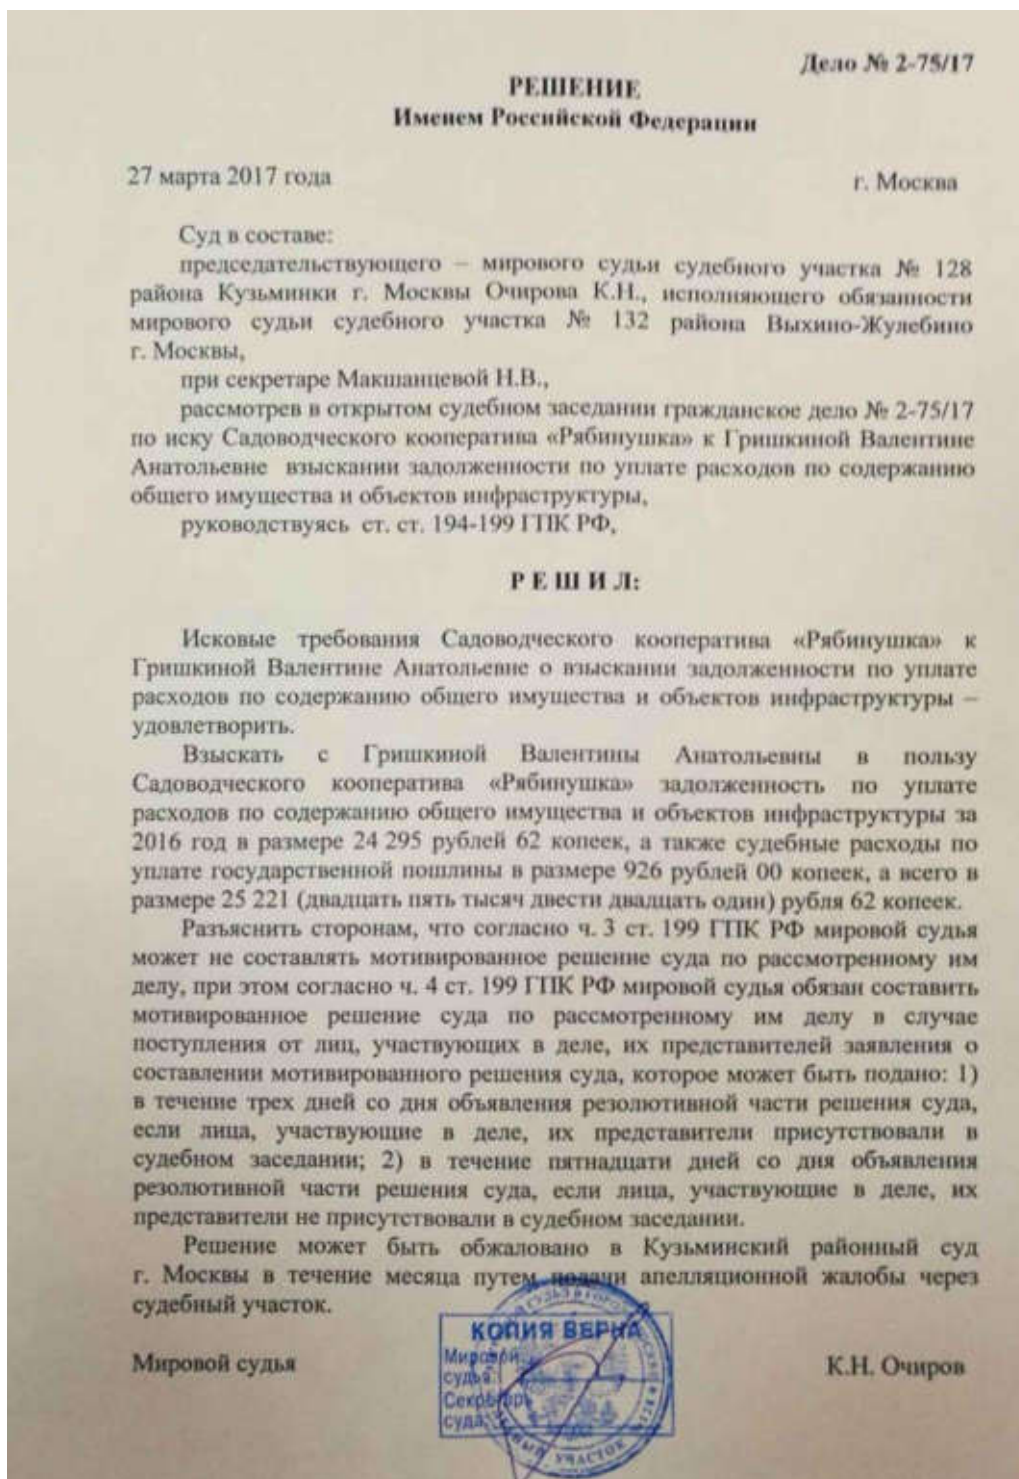 Дело № 2-75/17
РЕШЕНИЕ
Именем Российской Федерации
27 марта 2017 года
г. Москва
Суд в составе:
председательствующего – мирового судьи судебного участка № 128
района Кузьминки г. Москвы Очирова К.Н., исполняющего обязанности
мирового судьи судебного участка № 132 района Выхино-Жулебино
г. Москвы,
при секретаре Макшанцевой Н.В.,
рассмотрев в открытом судебном заседании гражданское дело № 2-75/17
по иску Садоводческого кооператива «Рябинушка» к Гришкиной Валентине
Анатольевне взыскании задолженности по уплате расходов по содержанию
общего имущества и объектов инфраструктуры,
руководствуясь ст. ст. 194-199 ГПК РФ,
Р Е Ш И Л:
Исковые требования Садоводческого кооператива «Рябинушка» к
Гришкиной Валентине Анатольевне о взыскании задолженности по уплате
расходов по содержанию общего имущества и объектов инфраструктуры –
удовлетворить.
Взыскать с Гришкиной Валентины Анатольевны в пользу
Садоводческого кооператива «Рябинушка» задолженность по уплате
расходов по содержанию общего имущества и объектов инфраструктуры за
2016 год в размере 24 295 рублей 62 копеек, а также судебные расходы по
уплате государственной пошлины в размере 926 рублей 00 копеек, а всего в
размере 25 221 (двадцать пять тысяч двести двадцать один) рубля 62 копеек.
Разъяснить сторонам, что согласно ч. 3 ст. 199 ГПК РФ мировой судья
может не составлять мотивированное решение суда по рассмотренному им
делу, при этом согласно ч. 4 ст. 199 ГПК РФ мировой судья обязан составить
мотивированное решение суда по рассмотренному им делу в случае
поступления от лиц, участвующих в деле, их представителей заявления о
составлении мотивированного решения суда, которое может быть подано: 1)
в течение трех дней со дня объявления резолютивной части решения суда,
если лица, участвующие в деле, их представители присутствовали в
судебном заседании; 2) в течение пятнадцати дней со дня объявления
резолютивной части решения суда, если лица, участвующие в деле, их
представители не присутствовали в судебном заседании.
Решение может быть обжаловано в Кузьминский районный суд
г. Москвы в течение месяца путем подачи апелляционной жалобы через
судебный участок.
КОПИЯ ВЕРНА
Мировой
судья
Секретарь
суда
Мировой судья
К.Н. Очиров